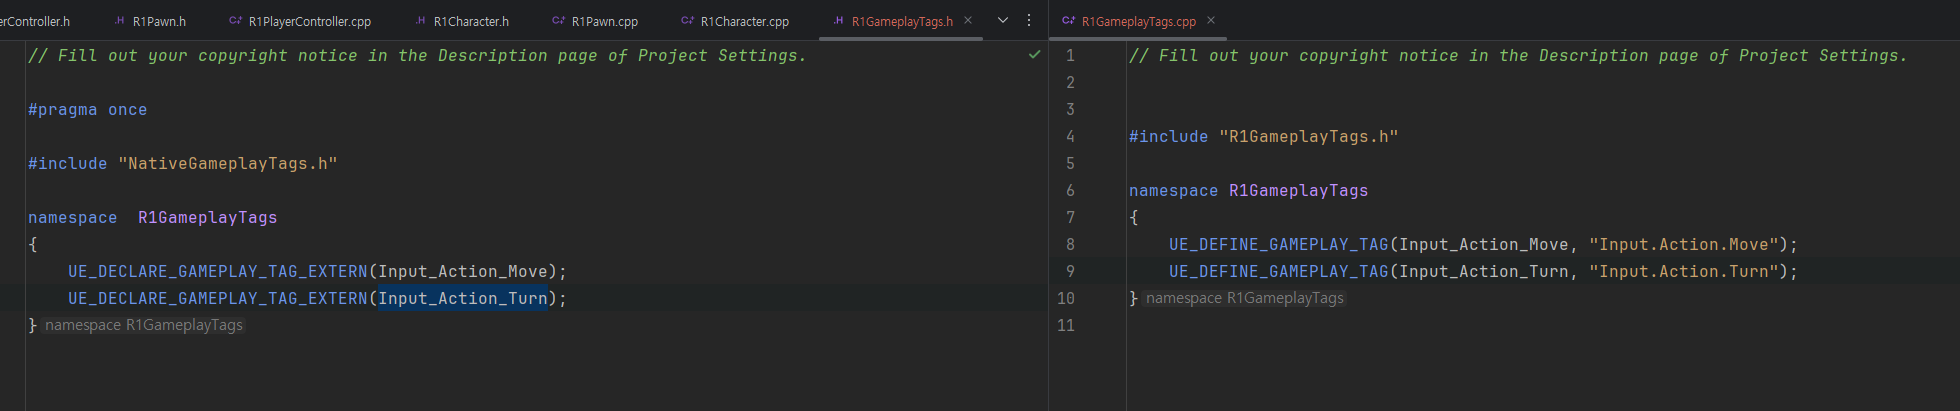 erController.h R1Pawn.h R1PlayerController.cpp R1Character.h R1Pawn.cpp R1Character.cpp R1GameplayTags.h
// Fill out your copyright notice in the Description page of Project Settings.
#pragma once
#include "NativeGameplayTags.h"
namespace  R1GameplayTags
{
UE_DECLARE_GAMEPLAY_TAG_EXTERN(Input_Action_Move);
UE_DECLARE_GAMEPLAY_TAG_EXTERN(Input_Action_Turn);
} namespace R1GameplayTags
R1GameplayTags.cpp
1 // Fill out your copyright notice in the Description page of Project Settings.
2
3
4 #include "R1GameplayTags.h"
5
6 namespace R1GameplayTags
7 {
8 UE_DEFINE_GAMEPLAY_TAG(Input_Action_Move, "Input.Action.Move");
9 UE_DEFINE_GAMEPLAY_TAG(Input_Action_Turn, "Input.Action.Turn");
10 } namespace R1GameplayTags
11